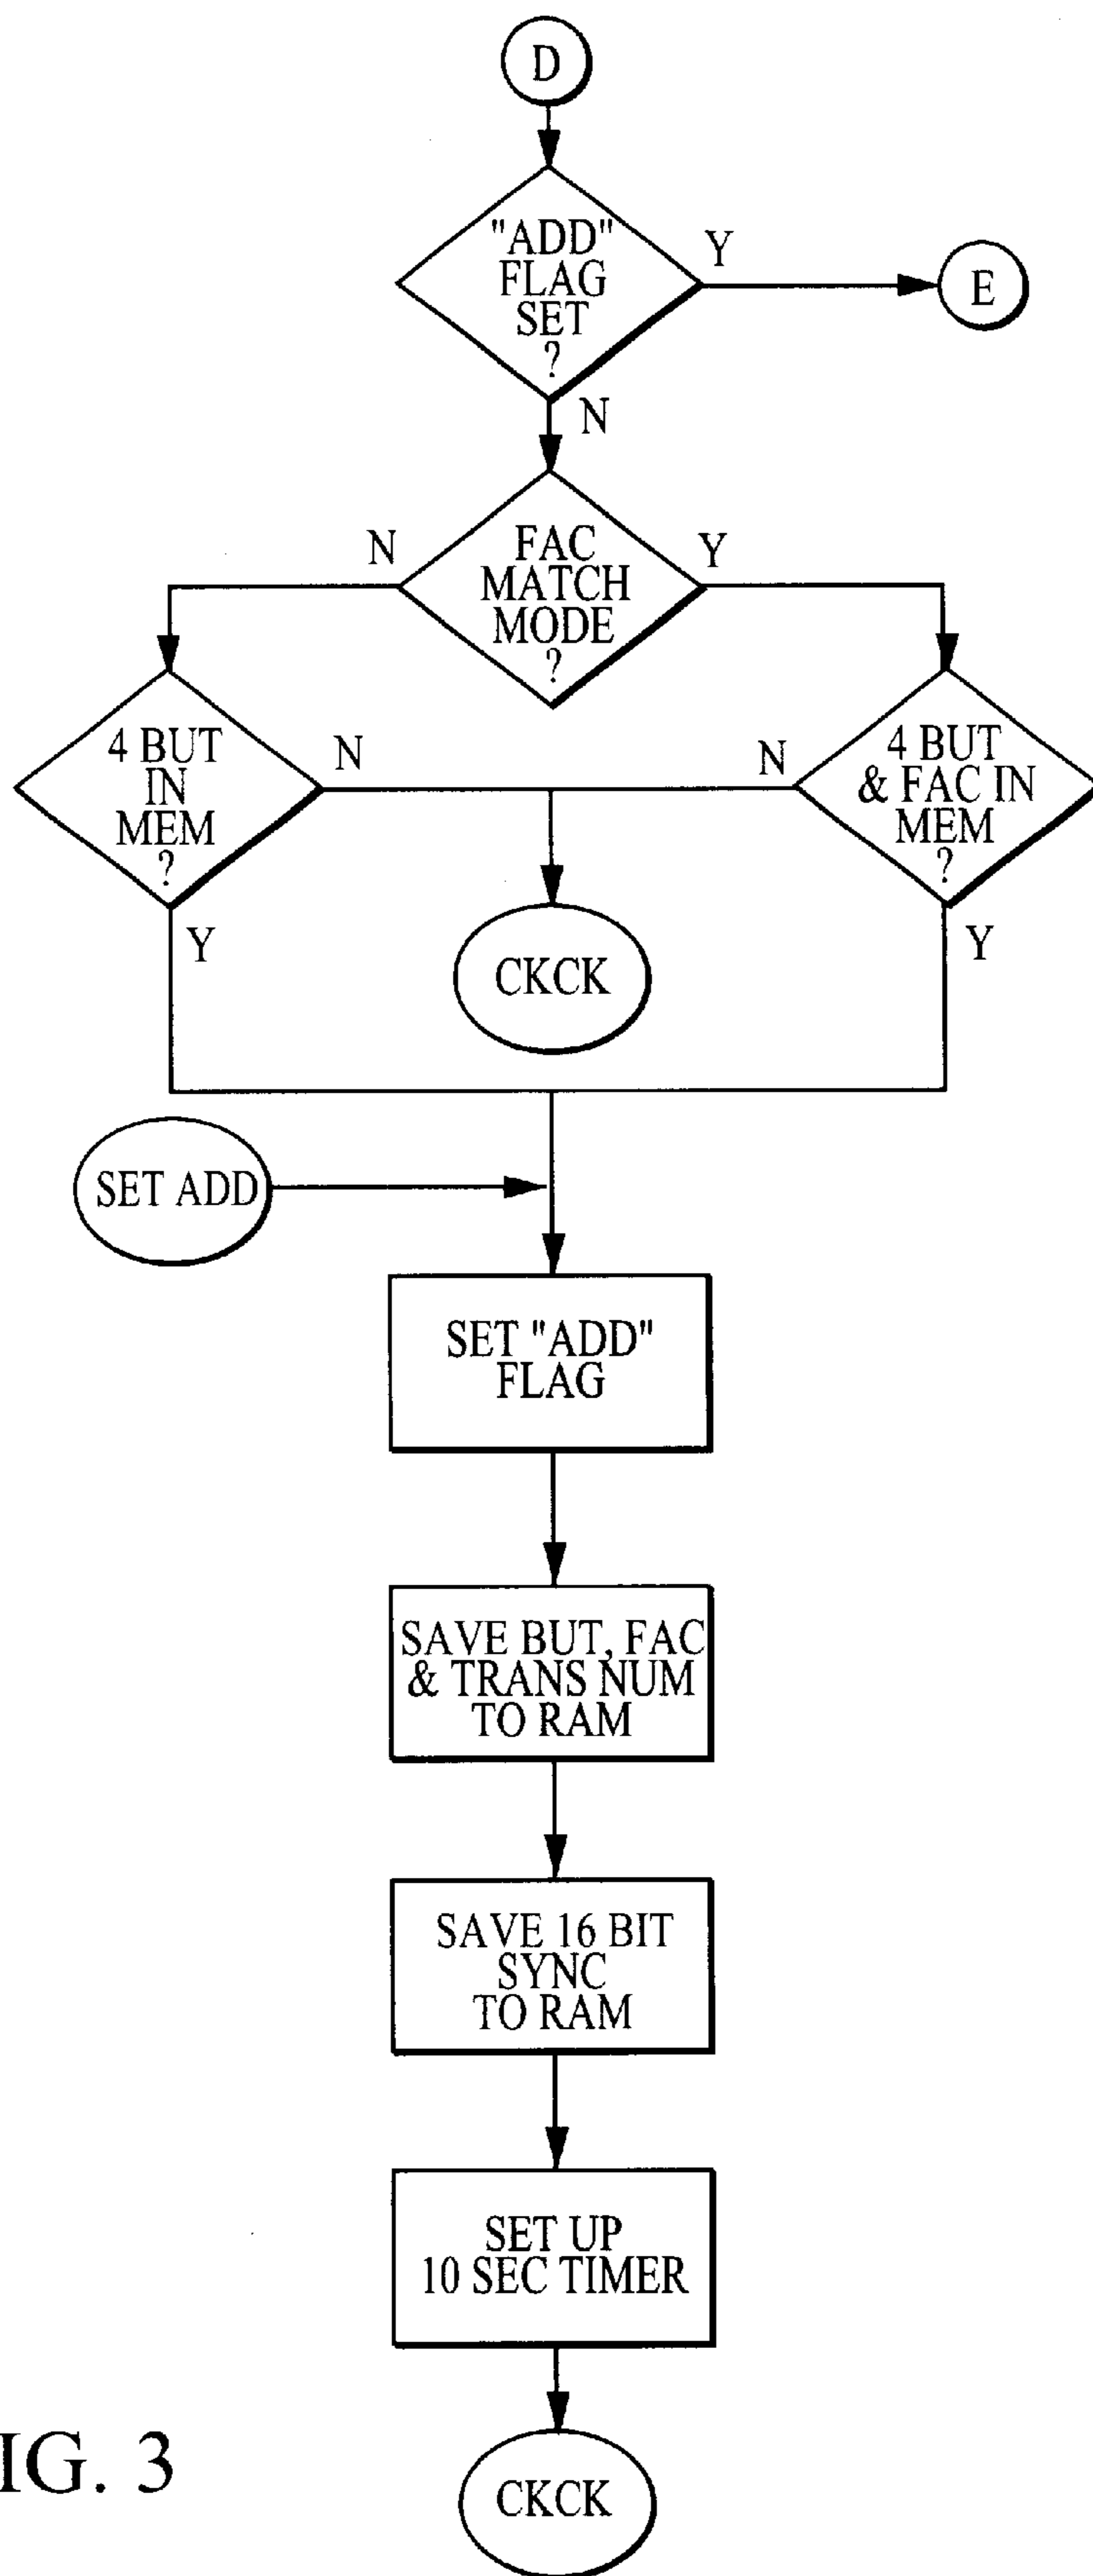 D
"ADD"
FLAG
SET
?
Y
E
N
FAC
MATCH
MODE
?
N
Y
4 BUT
IN
MEM
?
N
N
4 BUT
& FAC IN
MEM
?
CKCK
Y
Y
SET ADD
SET "ADD"
FLAG
SAVE BUT, FAC
& TRANS NUM
TO RAM
SAVE 16 BIT
SYNC
TO RAM
SET UP
10 SEC TIMER
IG. 3
CKCK